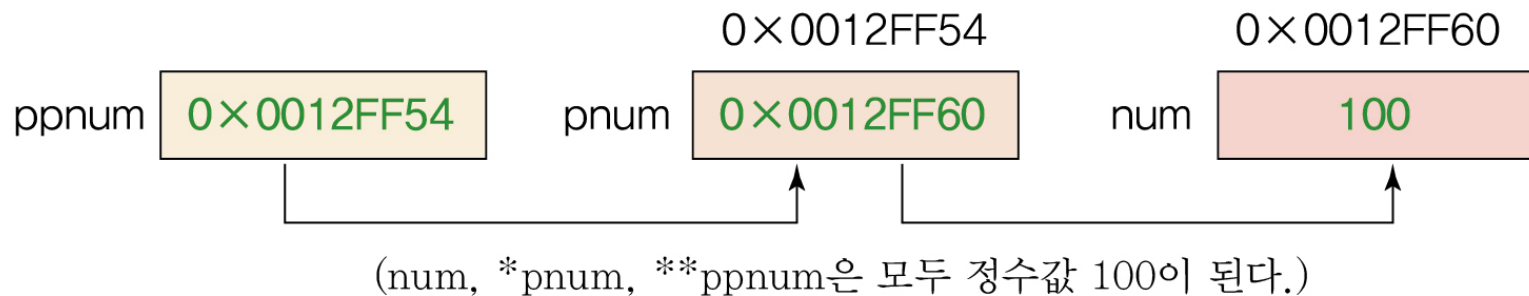 0×0012FF54 0×0012FF60
ppnum 0×0012FF54 pnum 0×0012FF60 num 100
(num, *pnum, **ppnum은 모두 정수값 100이 된다.)